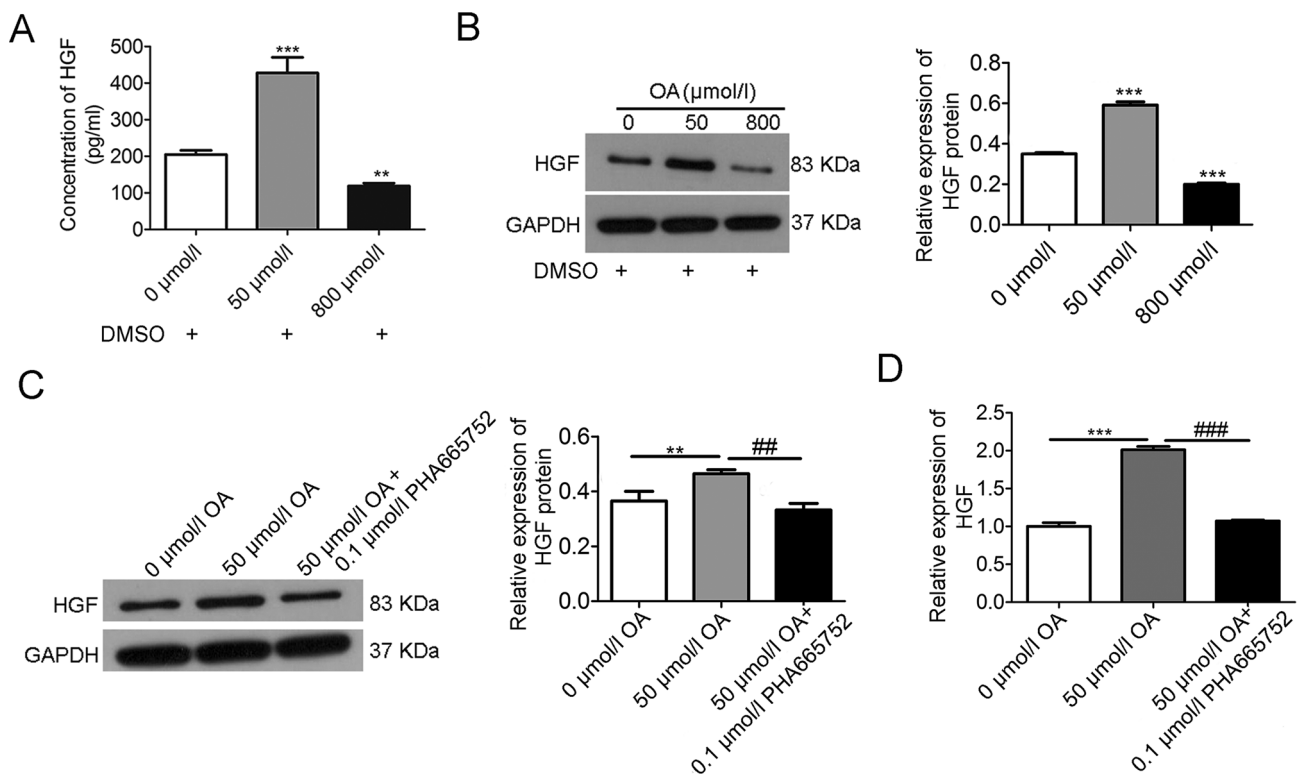 A
Concentration of HGF
(pg/ml)
500
400
300
200
100
0
***
**
0 µmol/l
50 µmol/l
800 µmol/l
DMSO + + +
B
OA (µmol/l)
0 50 800
HGF 83 KDa
GAPDH 37 KDa
DMSO + + +
Relative expression of
HGF protein
0.8
0.6
0.4
0.2
0.0
***
***
0 µmol/l
50 µmol/l
800 µmol/l
C
0 µmol/l OA
50 µmol/l OA
50 µmol/l OA+
0.1 µmol/l PHA665752
HGF 83 KDa
GAPDH 37 KDa
Relative expression of
HGF protein
0.6
0.4
0.2
0.0
** ##
0 µmol/l OA
50 µmol/l OA
50 µmol/l OA+
0.1 µmol/l PHA665752
D
Relative expression of
HGF
2.5
2.0
1.5
1.0
0.5
0.0
*** ###
0 µmol/l OA
50 µmol/l OA
50 µmol/l OA+
0.1 µmol/l PHA665752